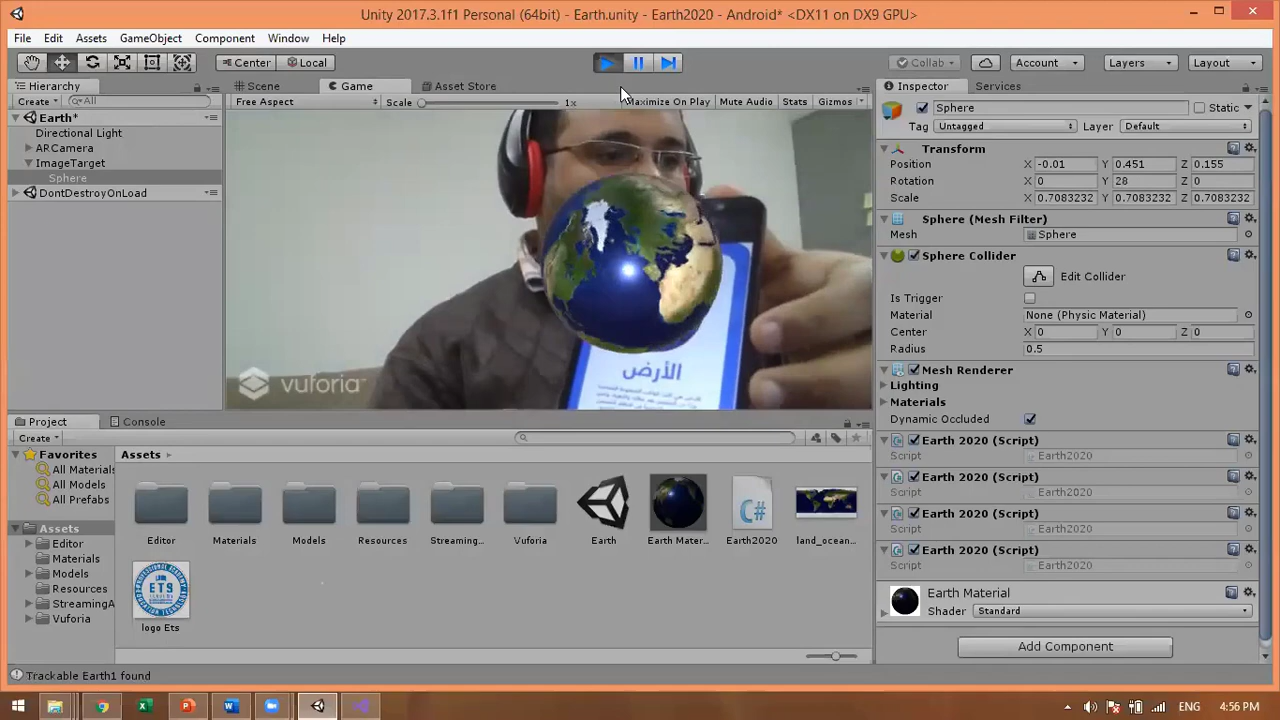 Unity 2017.3.1f1 Personal (64bit) - Earth.unity - Earth2020 - Android* <DX11 on DX9 GPU>
File Edit Assets GameObject Component Window Help
Center Local Collab Account Layers Layout
Hierarchy Scene Game Asset Store Inspector Services
Create All Free Aspect Scale 1x Maximize On Play Mute Audio Stats Gizmos Sphere Static
Earth*
Tag Untagged Layer Default
Directional Light
ARCamera
Transform
ImageTarget
Position X -0.01 Y 0.451 Z 0.155
Sphere
Rotation X 0 Y 28 Z 0
DontDestroyOnLoad
Scale X 0.7083232 Y 0.7083232 Z 0.7083232
Sphere (Mesh Filter)
Mesh Sphere
Sphere Collider
Edit Collider
Is Trigger
Material None (Physic Material)
Center X 0 Y 0 Z 0
Radius 0.5
الأرض
Mesh Renderer
vuforia™
Lighting
Materials
Dynamic Occluded
Project Console
Create
Earth 2020 (Script)
Script Earth2020
Favorites
Assets
All Materials
All Models
All Prefabs
Earth 2020 (Script)
Script Earth2020
Earth 2020 (Script)
Script Earth2020
Assets
Editor
Materials
Models
Resources
StreamingA
Vuforia
Editor Materials Models Resources Streaming... Vuforia Earth Earth Mater... Earth2020 land_ocean...
C#
Earth 2020 (Script)
Script Earth2020
ETS
logo Ets
Earth Material
Shader Standard
Add Component
Trackable Earth1 found
ENG 4:56 PM